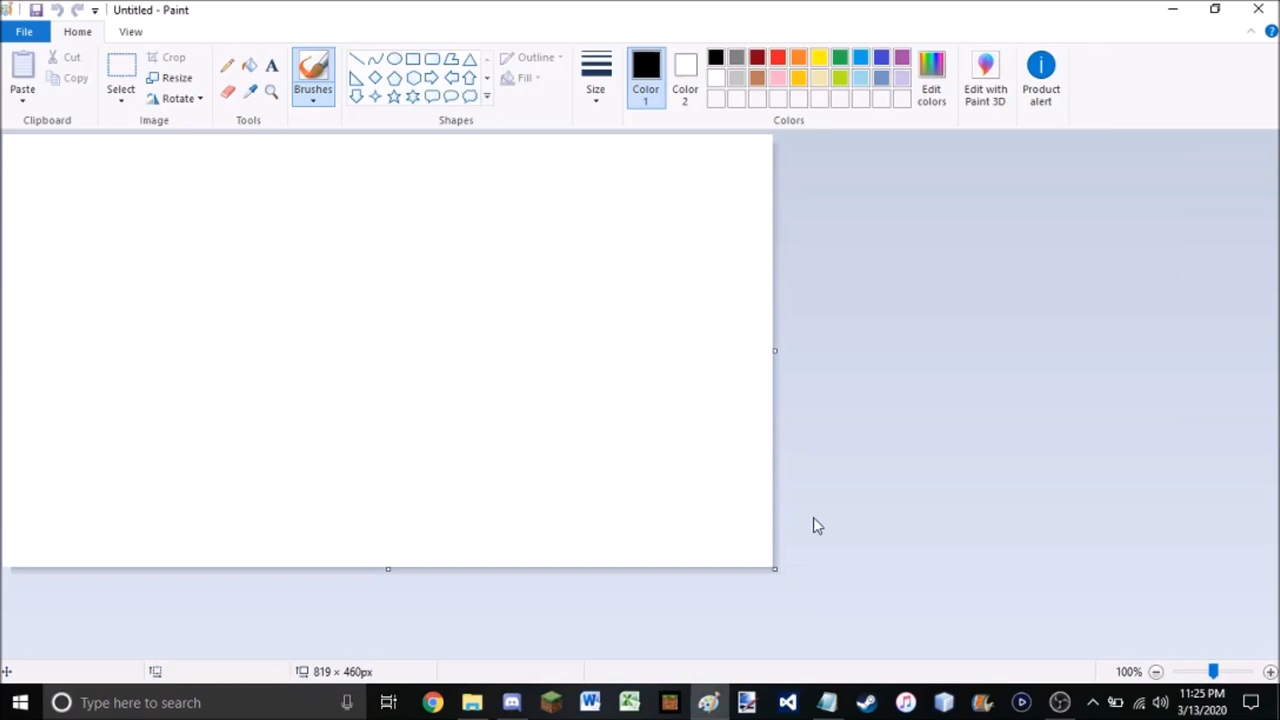 Untitled - Paint
File Home View
Paste
Cut
Copy
Clipboard
Select
Crop
Resize
Rotate
Image
A
Tools
Brushes
Shapes
Outline
Fill
Size
Color 1
Color 2
Colors
Edit colors
Edit with Paint 3D
Product alert
819 × 460px
100%
Type here to search
11:25 PM
3/13/2020